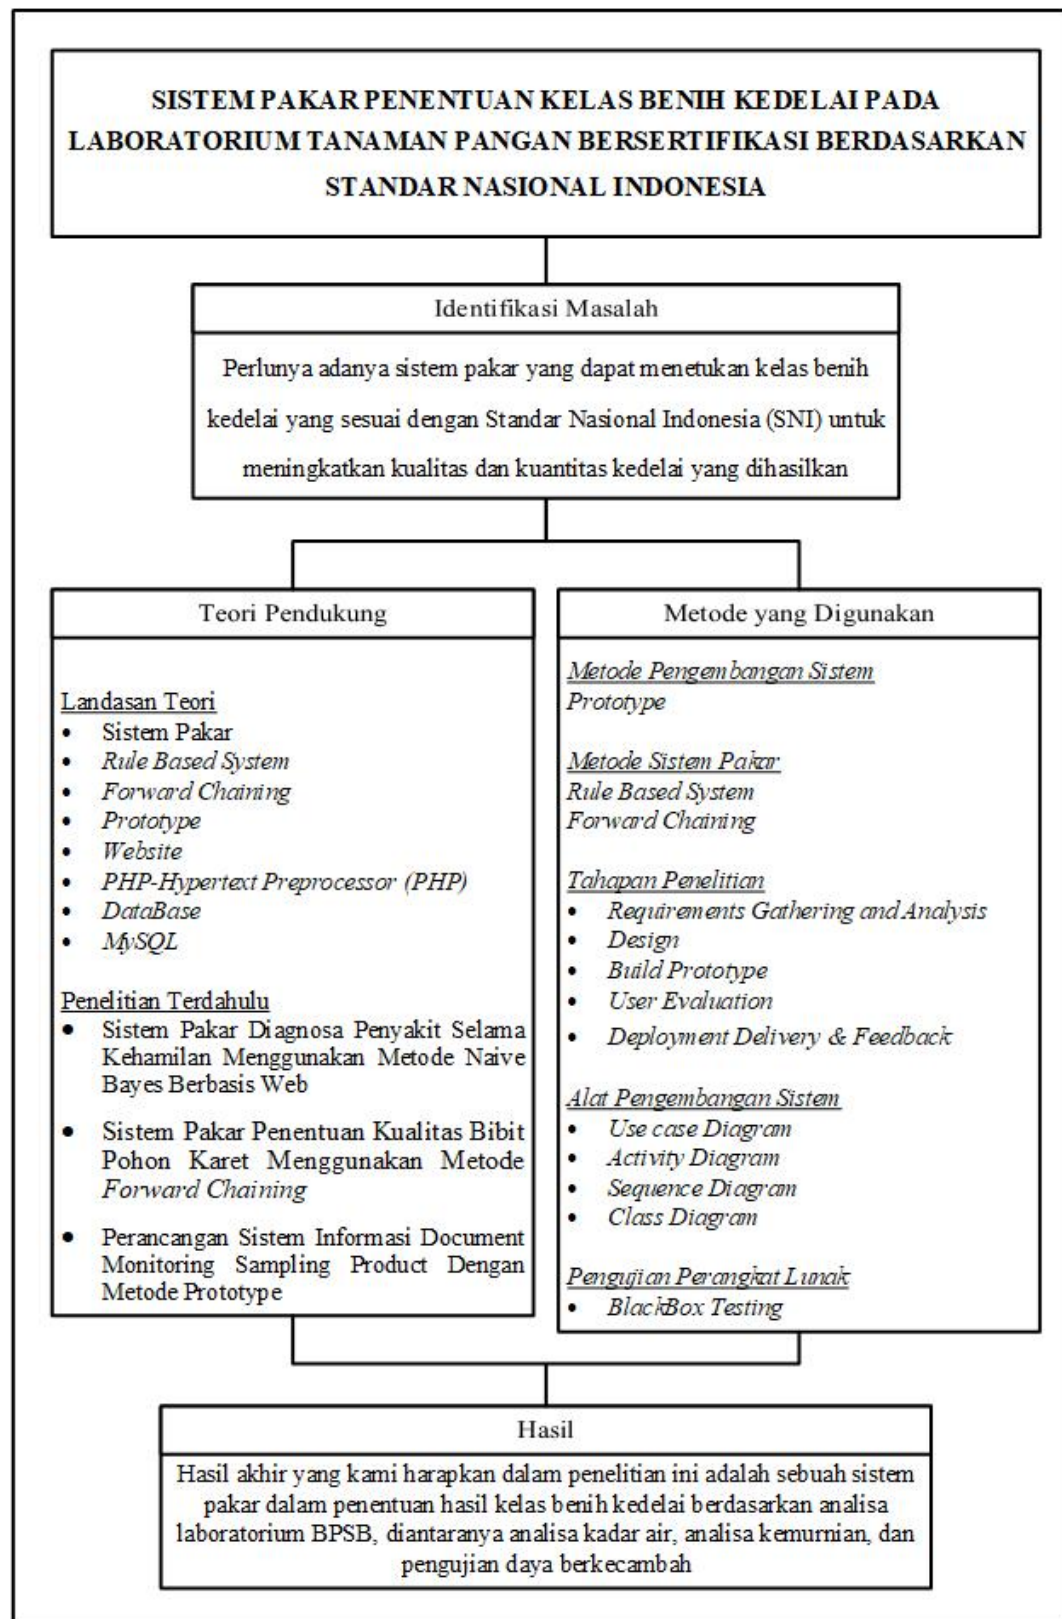 SISTEM PAKAR PENENTUAN KELAS BENIH KEDELAI PADA
LABORATORIUM TANAMAN PANGAN BERSERTIFIKASI BERDASARKAN
STANDAR NASIONAL INDONESIA
Identifikasi Masalah
Perlunya adanya sistem pakar yang dapat menetukan kelas benih
kedelai yang sesuai dengan Standar Nasional Indonesia (SNI) untuk
meningkatkan kualitas dan kuantitas kedelai yang dihasilkan
Teori Pendukung
Landasan Teori
• Sistem Pakar
• Rule Based System
• Forward Chaining
• Prototype
• Website
• PHP-Hypertext Preprocessor (PHP)
• DataBase
• MySQL
Penelitian Terdahulu
• Sistem Pakar Diagnosa Penyakit Selama
Kehamilan Menggunakan Metode Naive
Bayes Berbasis Web
• Sistem Pakar Penentuan Kualitas Bibit
Pohon Karet Menggunakan Metode
Forward Chaining
• Perancangan Sistem Informasi Document
Monitoring Sampling Product Dengan
Metode Prototype
Metode yang Digunakan
Metode Pengembangan Sistem
Prototype
Metode Sistem Pakar
Rule Based System
Forward Chaining
Tahapan Penelitian
• Requirements Gathering and Analysis
• Design
• Build Prototype
• User Evaluation
• Deployment Delivery & Feedback
Alat Pengembangan Sistem
• Use case Diagram
• Activity Diagram
• Sequence Diagram
• Class Diagram
Pengujian Perangkat Lunak
• BlackBox Testing
Hasil
Hasil akhir yang kami harapkan dalam penelitian ini adalah sebuah sistem
pakar dalam penentuan hasil kelas benih kedelai berdasarkan analisa
laboratorium BPSB, diantaranya analisa kadar air, analisa kemurnian, dan
pengujian daya berkecambah